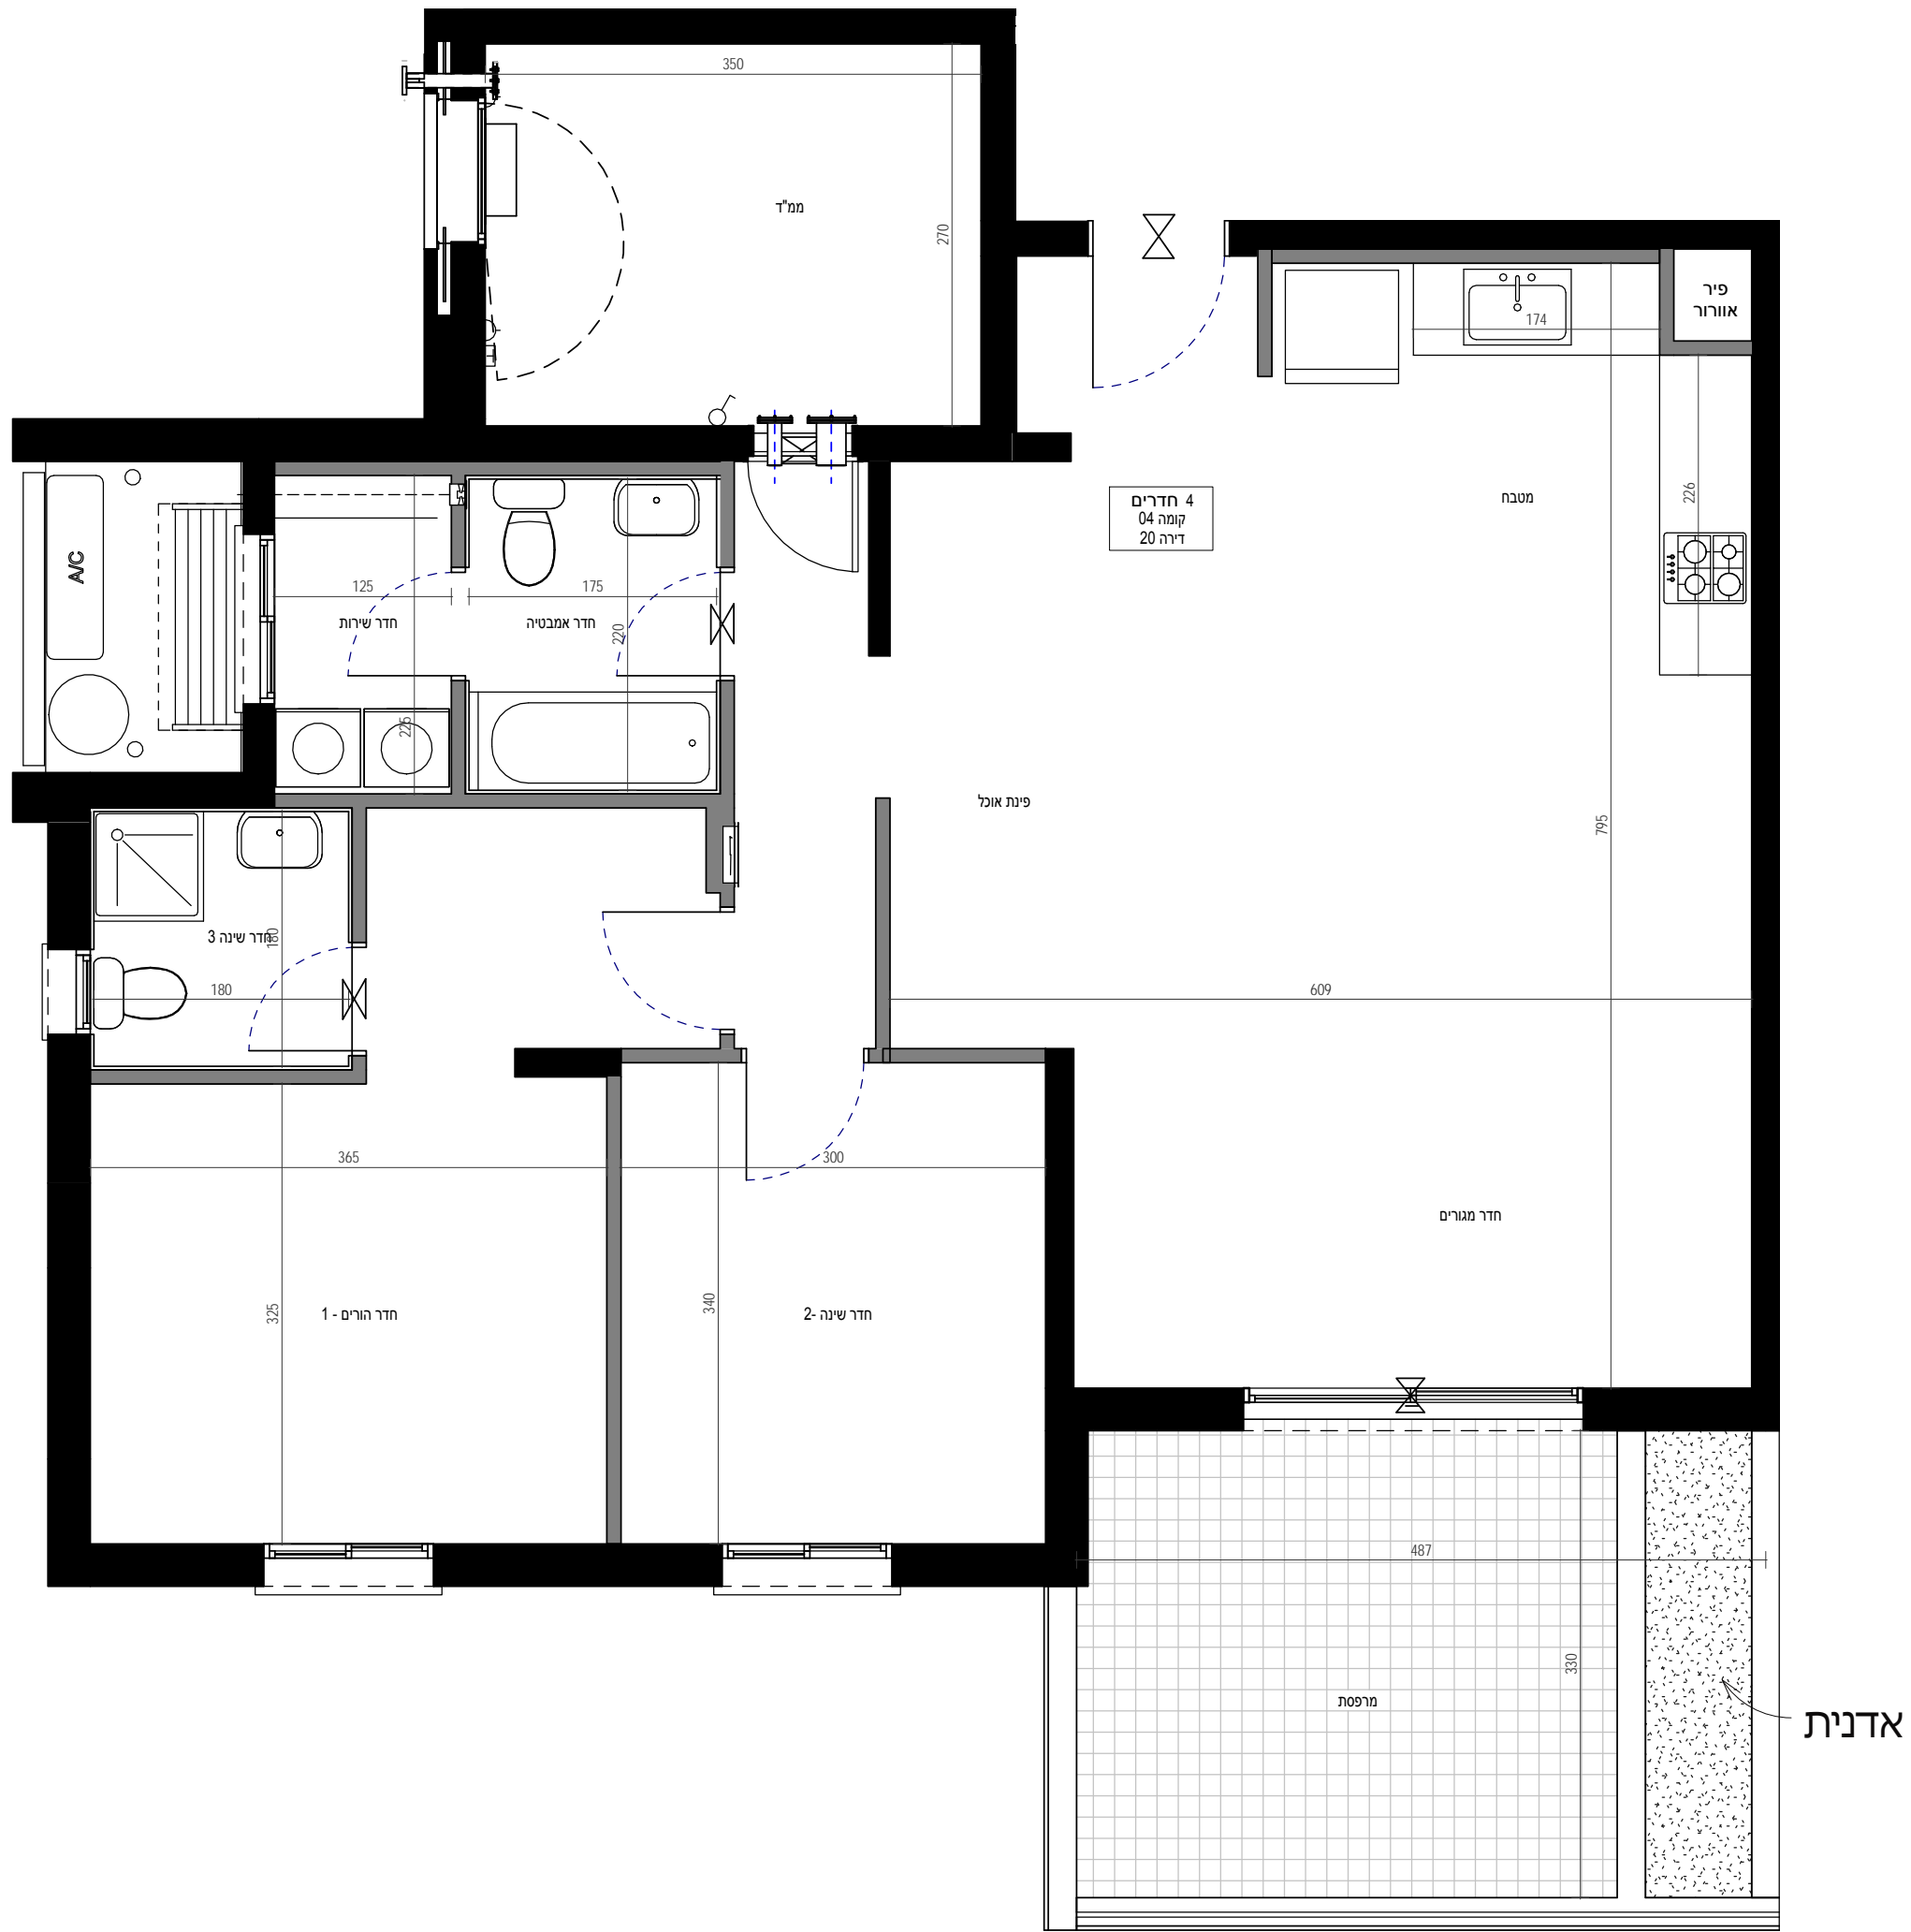 350
ממ"ד
270
פיר
אוורור
174
4 חדרים
קומה 04
דירה 20
מטבח
226
A/C
125
175
חדר שירות
חדר אמבטיה
220
225
פינת אוכל
795
חדר שינה 3
180
180
609
365
300
חדר מגורים
325
חדר הורים - 1
340
חדר שינה -2
487
330
מרפסת
אדנית